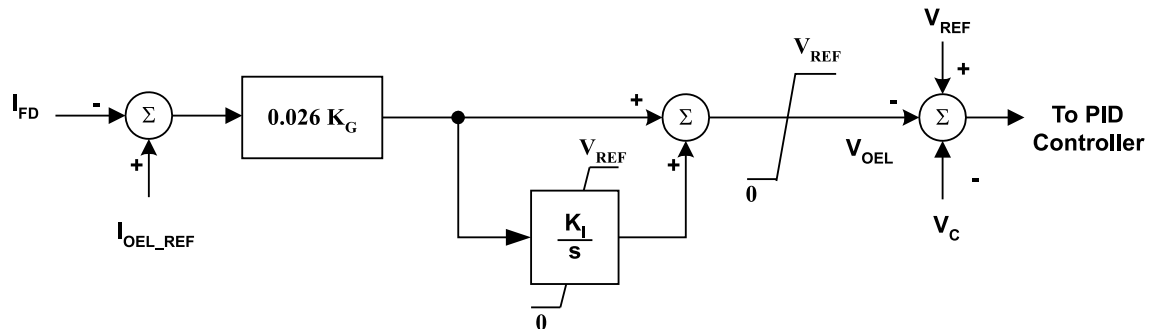 V_REF
V_REF
+
I_FD
-
Σ
0.026 K_G
+
Σ
-
Σ
To PID
Controller
+
V_REF
+
V_OEL
0
-
I_OEL_REF
K_I
s
V_C
0